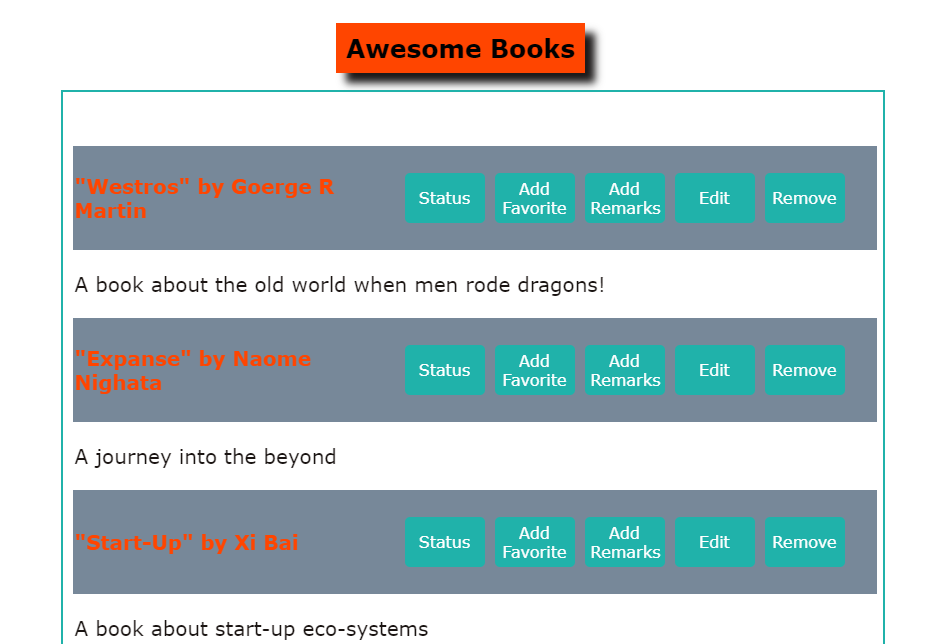 Awesome Books
"Westros" by Goerge R
Martin
Status
Add
Favorite
Add
Remarks
Edit
Remove
A book about the old world when men rode dragons!
"Expanse" by Naome
Nighata
Status
Add
Favorite
Add
Remarks
Edit
Remove
A journey into the beyond
"Start-Up" by Xi Bai
Status
Add
Favorite
Add
Remarks
Edit
Remove
A book about start-up eco-systems